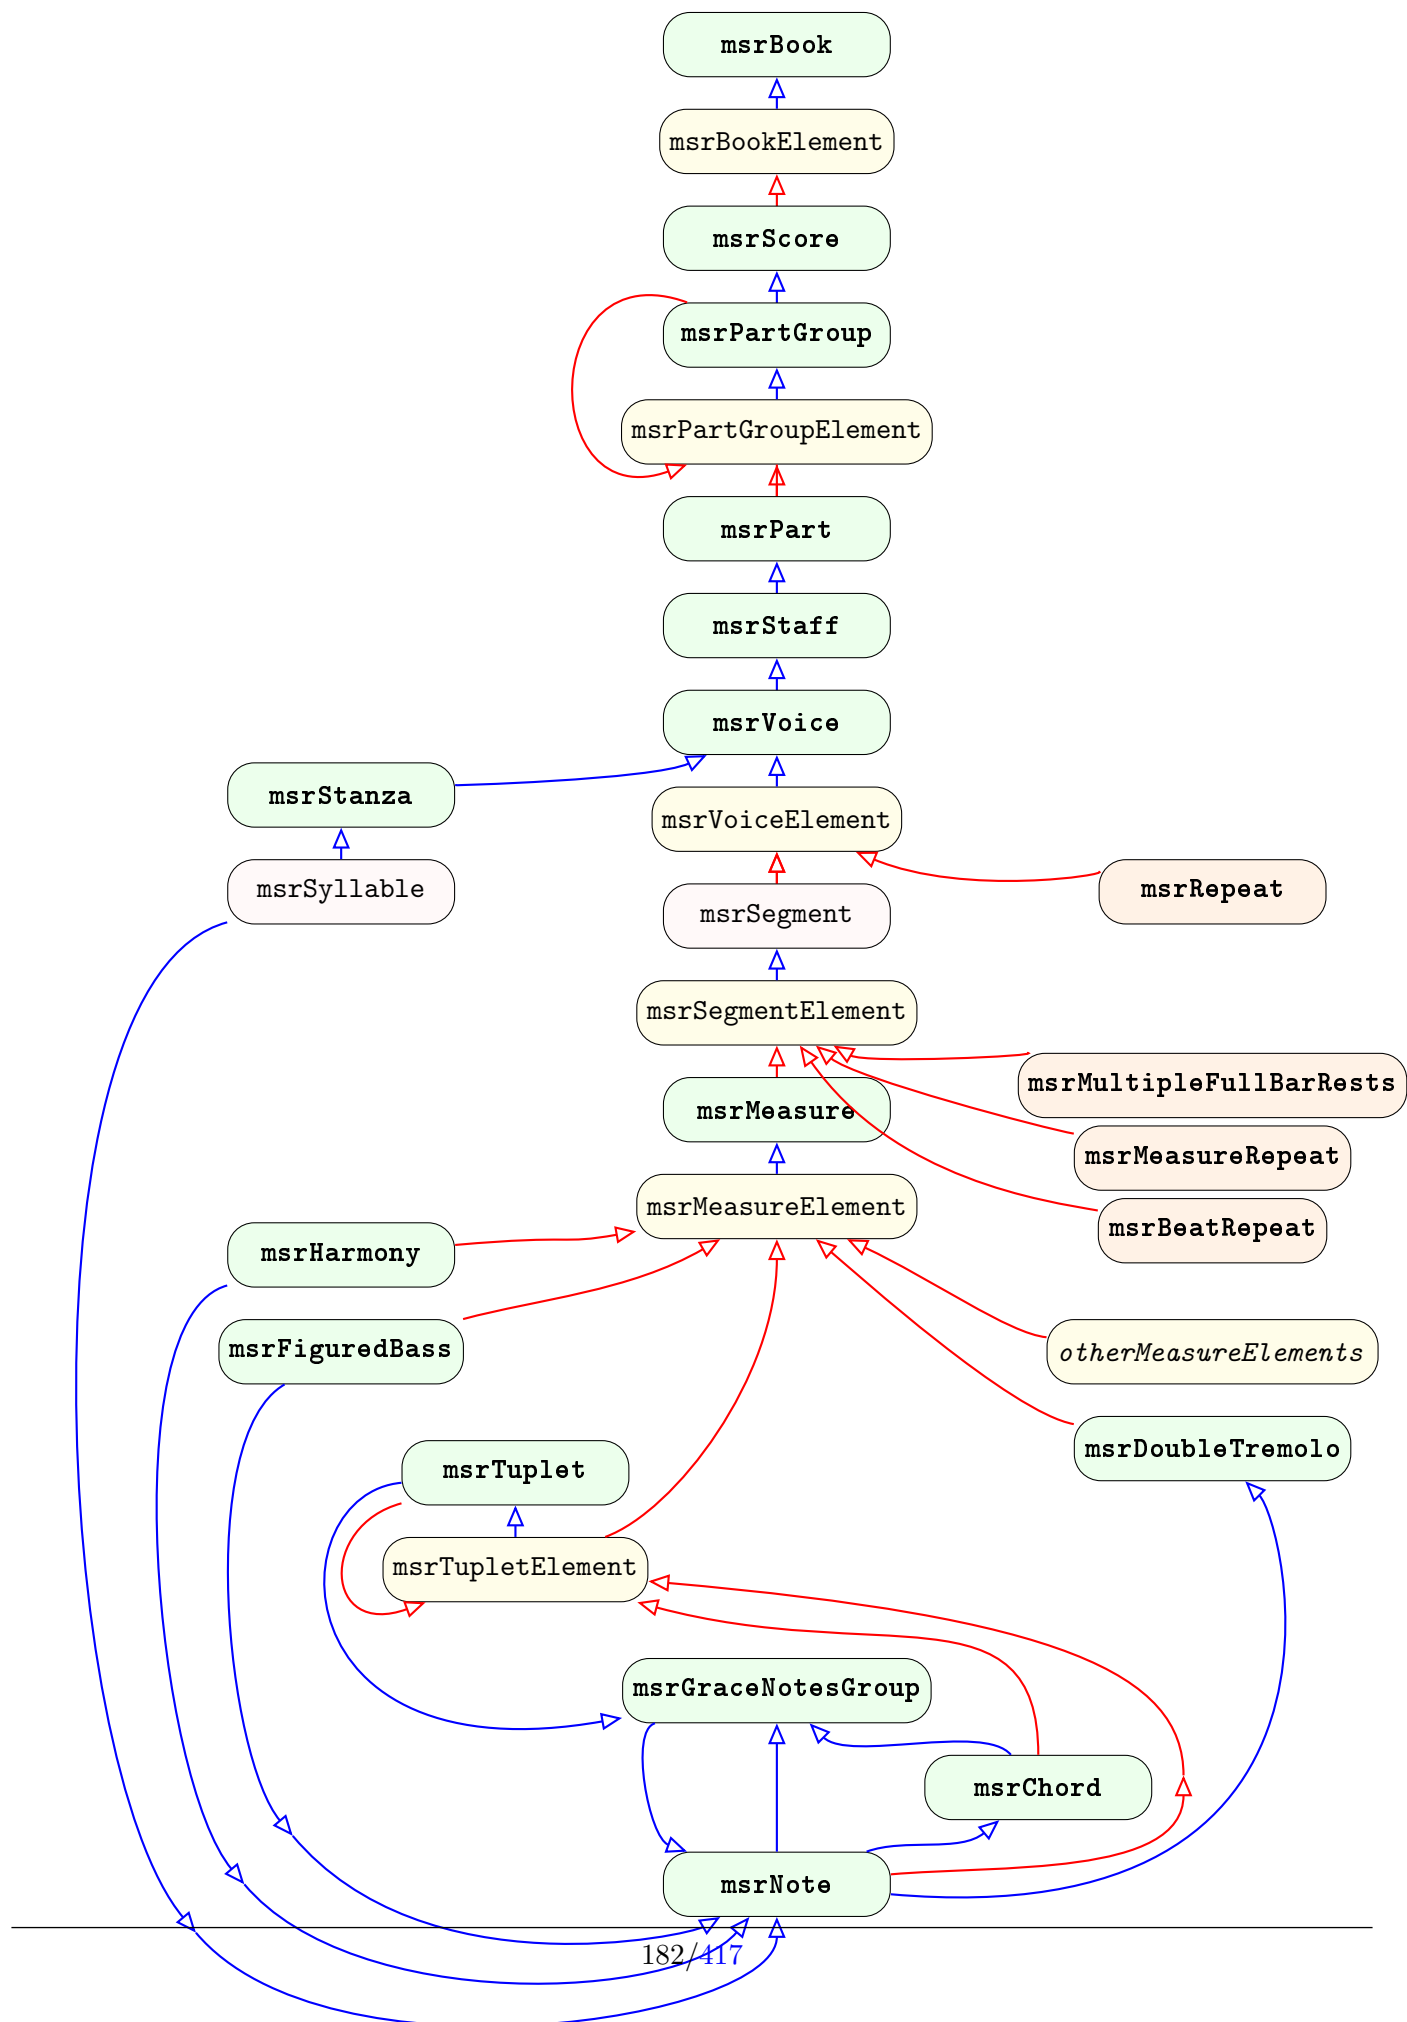 msrBook
msrBookElement
msrScore
msrPartGroup
msrPartGroupElement
msrPart
msrStaff
msrVoice
msrStanza
msrVoiceElement
msrSyllable
msrRepeat
msrSegment
msrSegmentElement
msrMultipleFullBarRests
msrMeasure
msrMeasureRepeat
msrMeasureElement
msrBeatRepeat
msrHarmony
msrFiguredBass
otherMeasureElements
msrDoubleTremolo
msrTuplet
msrTupletElement
msrGraceNotesGroup
msrChord
msrNote
182/417